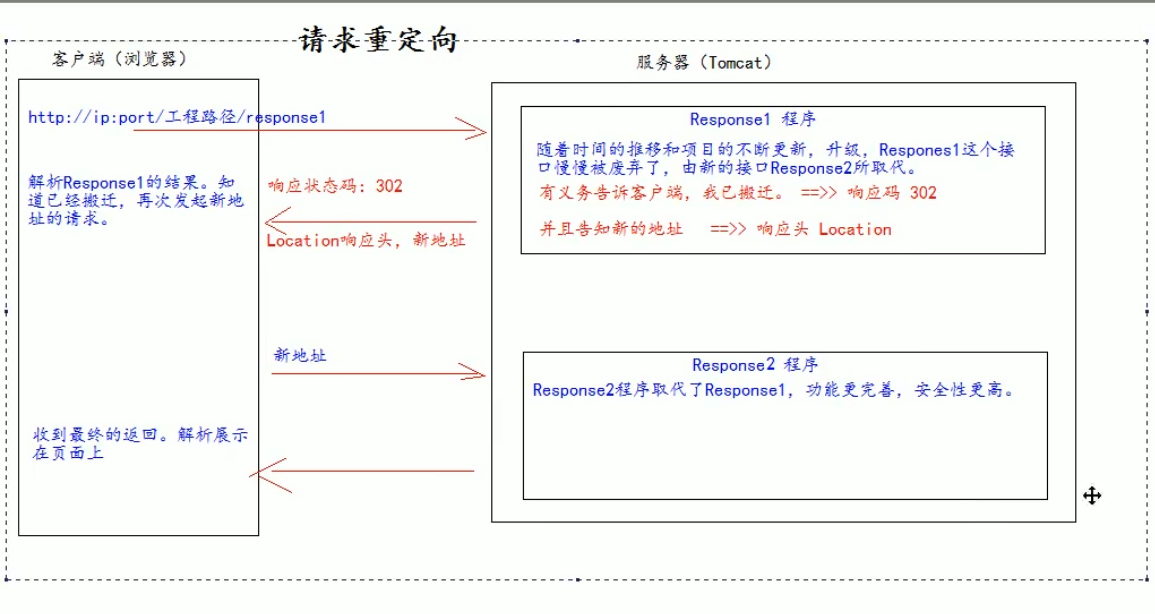 请求重定向
客户端（浏览器）
服务器（Tomcat）
http://ip:port/工程路径/response1
解析Response1的结果。知
道已经搬迁，再次发起新地
址的请求。
响应状态码：302
Location响应头，新地址
Response1 程序
随着时间的推移和项目的不断更新，升级，Respones1这个接
口慢慢被废弃了，由新的接口Response2所取代。
有义务告诉客户端，我已搬迁。 ==>> 响应码 302
并且告知新的地址 ==>> 响应头 Location
新地址
Response2 程序
Response2程序取代了Response1，功能更完善，安全性更高。
收到最终的返回。解析展示
在页面上